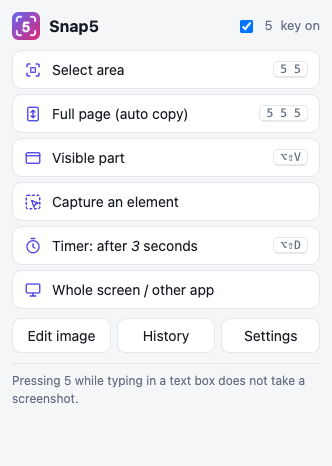 5 Snap5 5 key on
Select area 5 5
Full page (auto copy) 5 5 5
Visible part ⌥⇧V
Capture an element
Timer: after 3 seconds ⌥⇧D
Whole screen / other app
Edit image History Settings
Pressing 5 while typing in a text box does not take a
screenshot.